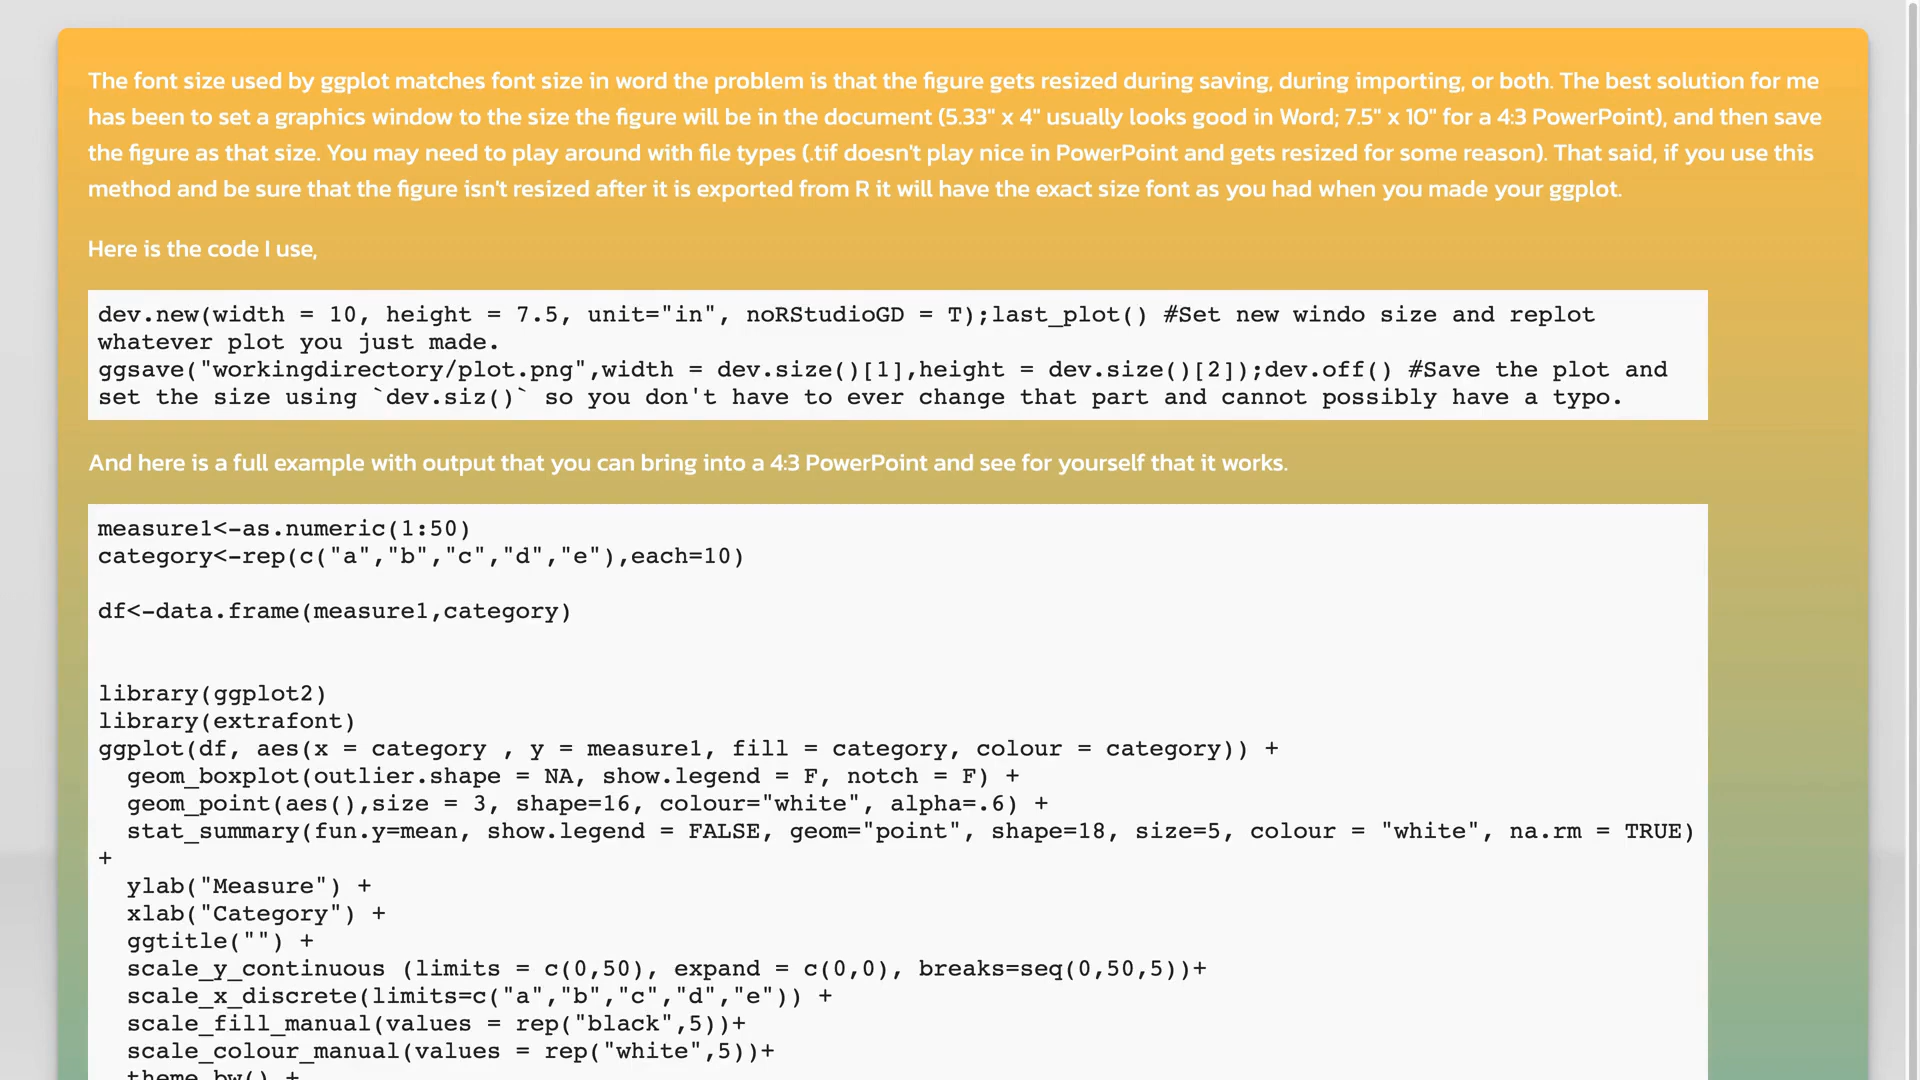 The font size used by ggplot matches font size in word the problem is that the figure gets resized during saving, during importing, or both. The best solution for me
has been to set a graphics window to the size the figure will be in the document (5.33" x 4" usually looks good in Word; 7.5" x 10" for a 4:3 PowerPoint), and then save
the figure as that size. You may need to play around with file types (.tif doesn't play nice in PowerPoint and gets resized for some reason). That said, if you use this
method and be sure that the figure isn't resized after it is exported from R it will have the exact size font as you had when you made your ggplot.
Here is the code I use,
dev.new(width = 10, height = 7.5, unit="in", noRStudioGD = T);last_plot() #Set new windo size and replot
whatever plot you just made.
ggsave("workingdirectory/plot.png",width = dev.size()[1],height = dev.size()[2]);dev.off() #Save the plot and
set the size using `dev.siz()` so you don't have to ever change that part and cannot possibly have a typo.
And here is a full example with output that you can bring into a 4:3 PowerPoint and see for yourself that it works.
measure1<-as.numeric(1:50)
category<-rep(c("a","b","c","d","e"),each=10)
df<-data.frame(measure1,category)
library(ggplot2)
library(extrafont)
ggplot(df, aes(x = category , y = measure1, fill = category, colour = category)) +
  geom_boxplot(outlier.shape = NA, show.legend = F, notch = F) +
  geom_point(aes(),size = 3, shape=16, colour="white", alpha=.6) +
  stat_summary(fun.y=mean, show.legend = FALSE, geom="point", shape=18, size=5, colour = "white", na.rm = TRUE)
+
  ylab("Measure") +
  xlab("Category") +
  ggtitle("") +
  scale_y_continuous (limits = c(0,50), expand = c(0,0), breaks=seq(0,50,5))+
  scale_x_discrete(limits=c("a","b","c","d","e")) +
  scale_fill_manual(values = rep("black",5))+
  scale_colour_manual(values = rep("white",5))+
  theme_bw() +